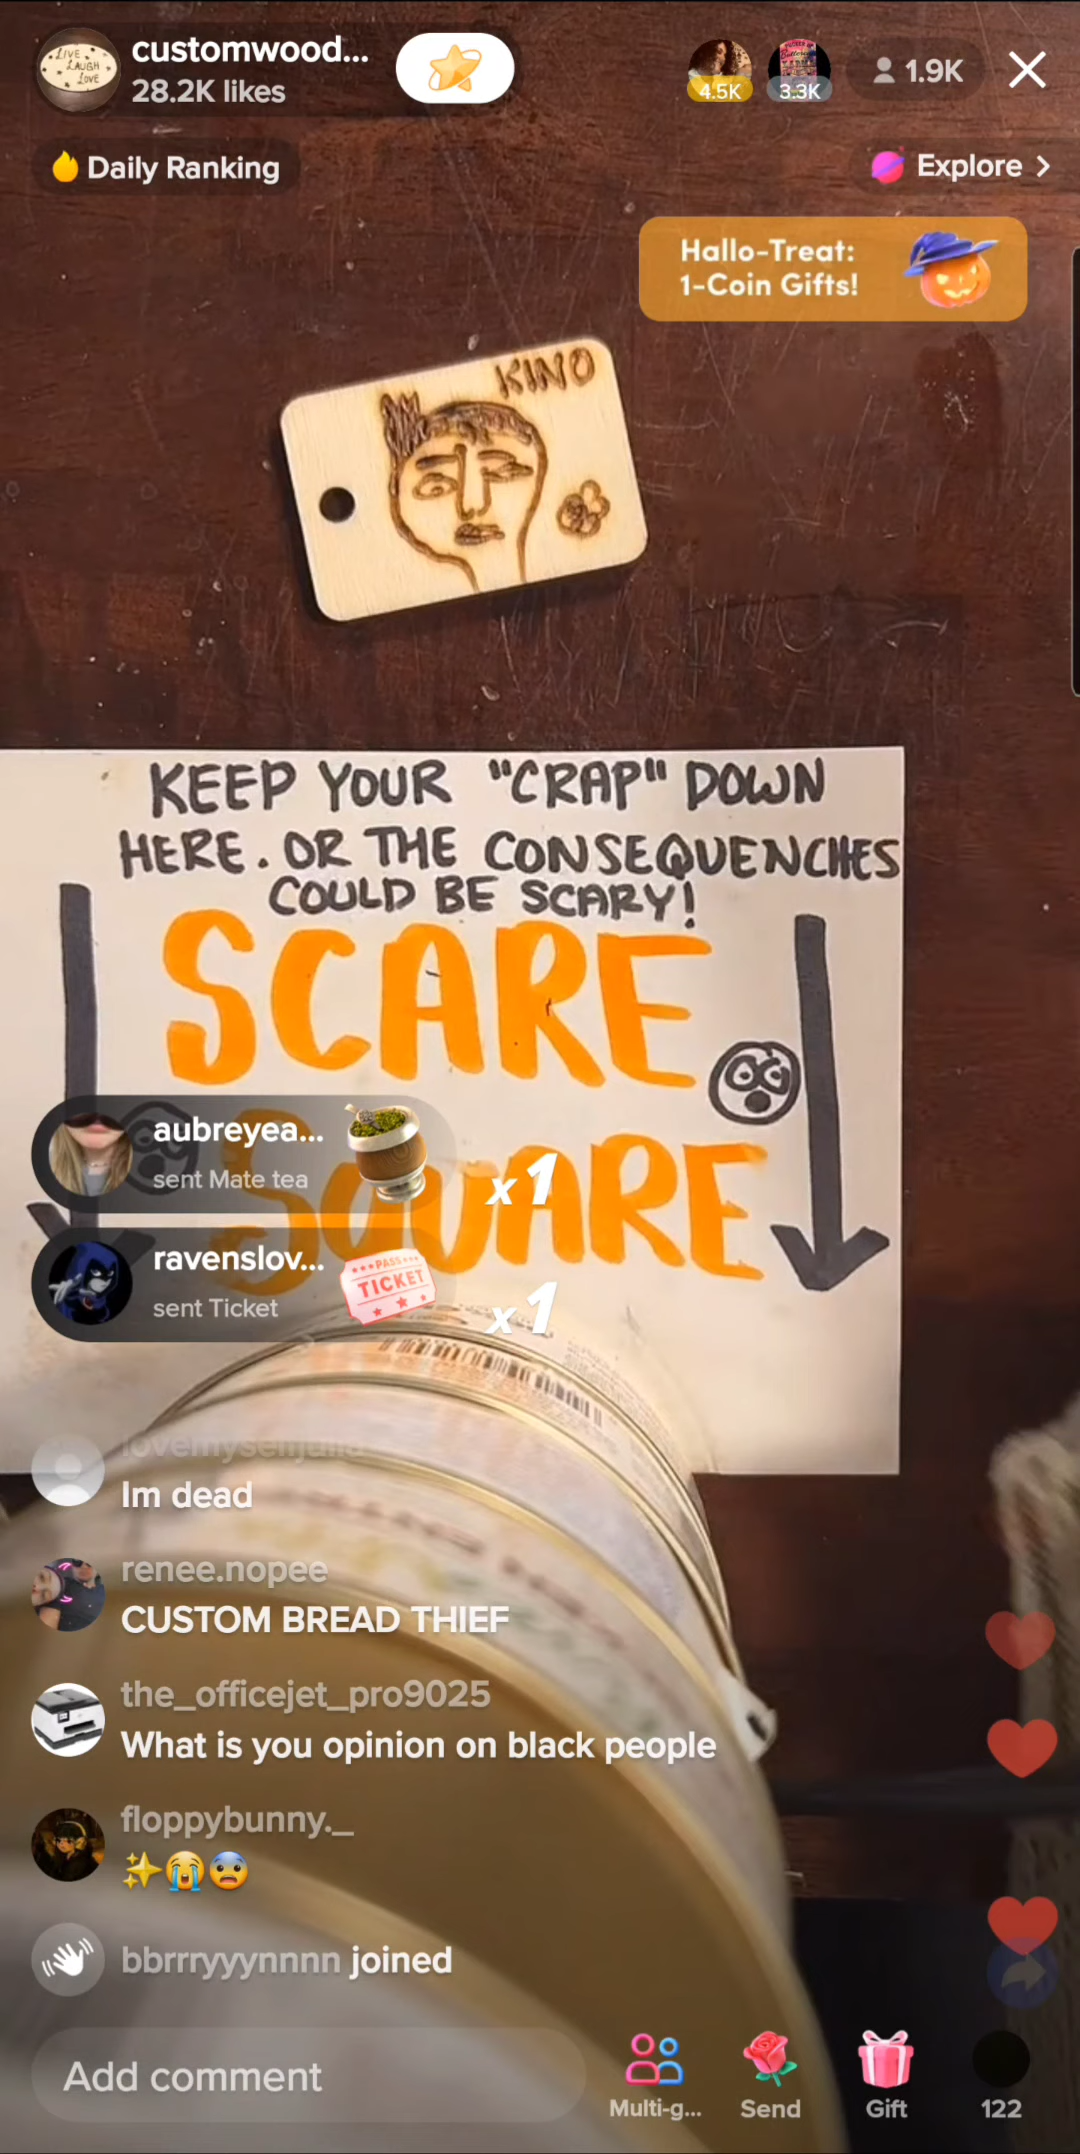 LIVE
LAUGH
LOVE
customwood...
28.2K likes
4.5K
3.3K
1.9K
Daily Ranking
Explore
Hallo-Treat:
1-Coin Gifts!
KINO
KEEP YOUR "CRAP" DOWN
HERE. OR THE CONSEQUENCHES
COULD BE SCARY!
SCARE
SQUARE
aubreyea...
sent Mate tea
x1
ravenslov...
sent Ticket
PASS
TICKET
x1
Im dead
renee.nopee
CUSTOM BREAD THIEF
the_officejet_pro9025
What is you opinion on black people
floppybunny._
✨😭😨
bbrrryyynnnn joined
Add comment
Multi-g...
Send
Gift
122